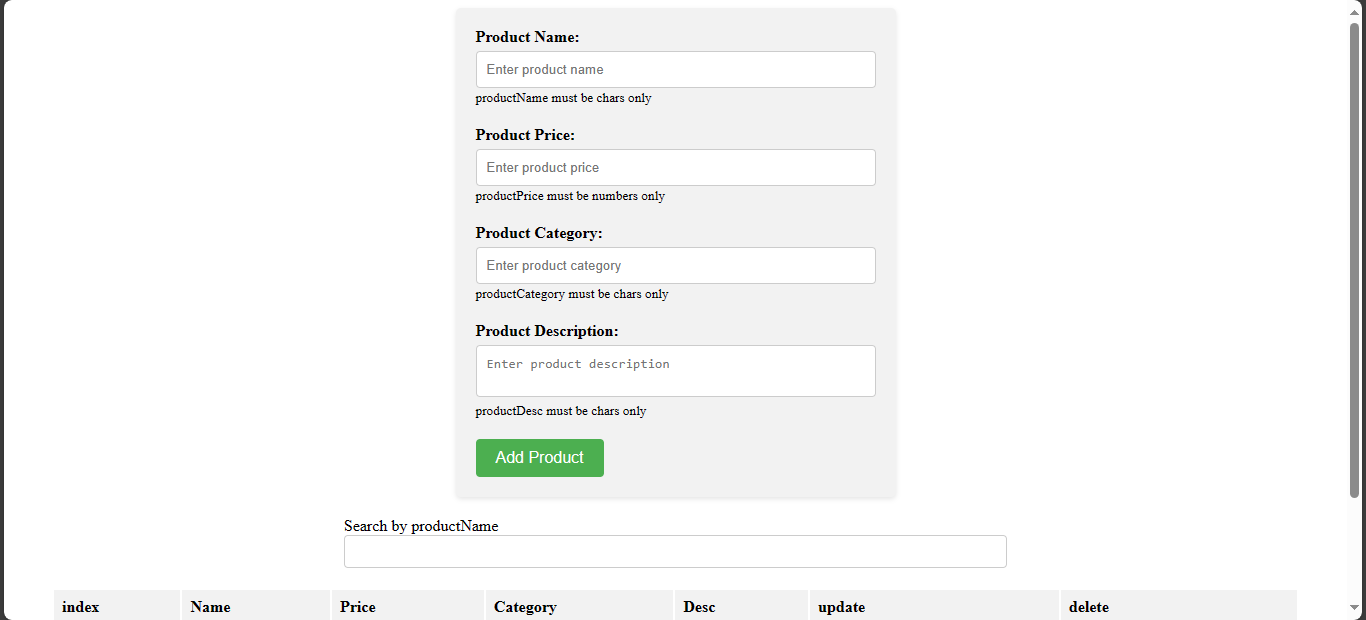 Product Name:
Enter product name
productName must be chars only
Product Price:
Enter product price
productPrice must be numbers only
Product Category:
Enter product category
productCategory must be chars only
Product Description:
Enter product description
productDesc must be chars only
Add Product
Search by productName
index Name Price Category Desc update delete